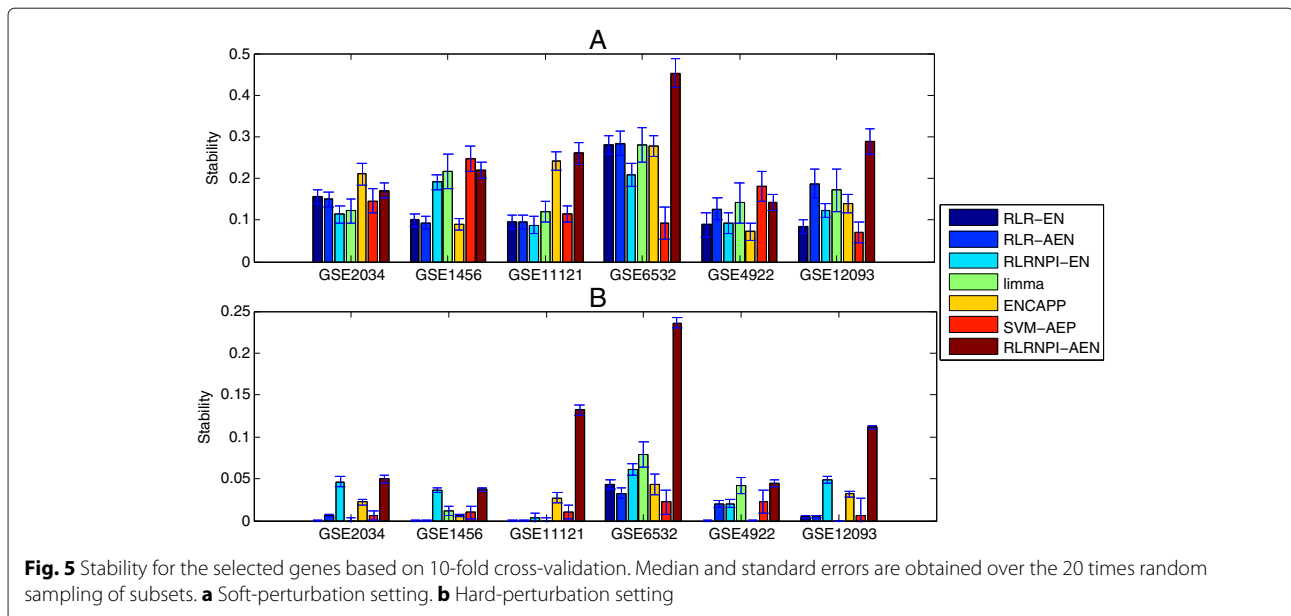 A
0.5
0.4
0.3
0.2
0.1
0
Stability
GSE2034 GSE1456 GSE11121 GSE6532 GSE4922 GSE12093
B
0.25
0.2
0.15
0.1
0.05
0
Stability
GSE2034 GSE1456 GSE11121 GSE6532 GSE4922 GSE12093
RLR-EN
RLR-AEN
RLRNPI-EN
limma
ENCAPP
SVM-AEP
RLRNPI-AEN
Fig. 5 Stability for the selected genes based on 10-fold cross-validation. Median and standard errors are obtained over the 20 times random
sampling of subsets. a Soft-perturbation setting. b Hard-perturbation setting